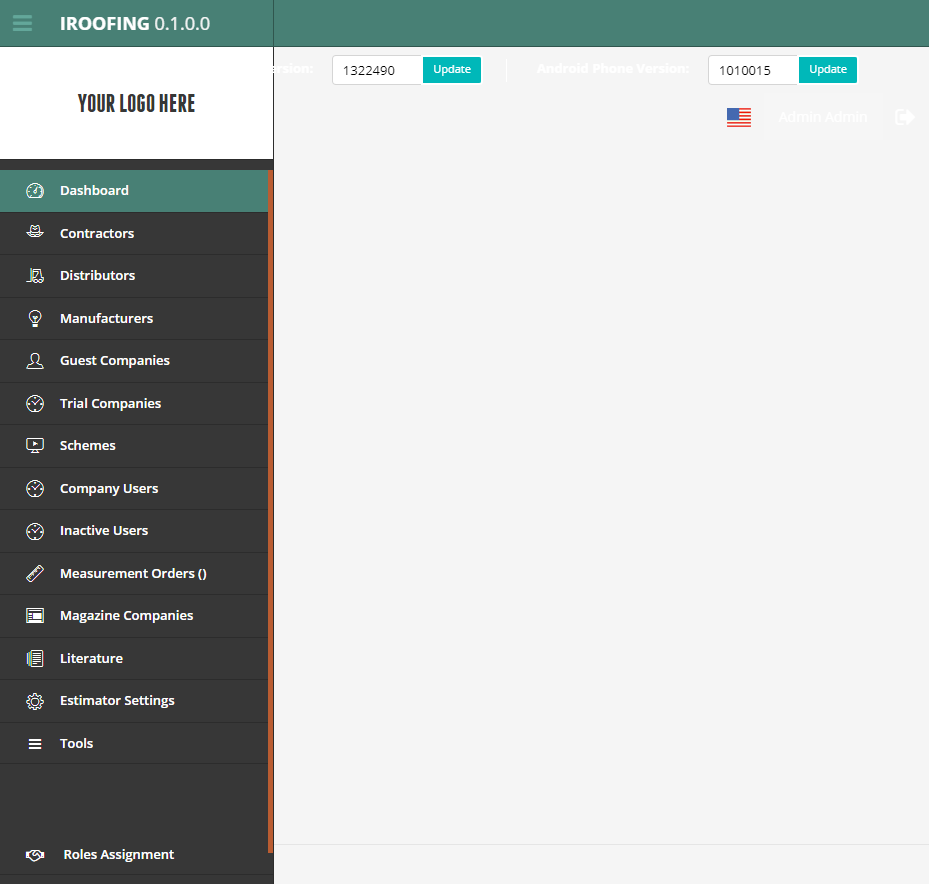 IROOFING 0.1.0.0
YOUR LOGO HERE
rsion: 1322490 Update Android Phone Version: 1010015 Update
Admin Admin
Dashboard
Contractors
Distributors
Manufacturers
Guest Companies
Trial Companies
Schemes
Company Users
Inactive Users
Measurement Orders ()
Magazine Companies
Literature
Estimator Settings
Tools
Roles Assignment